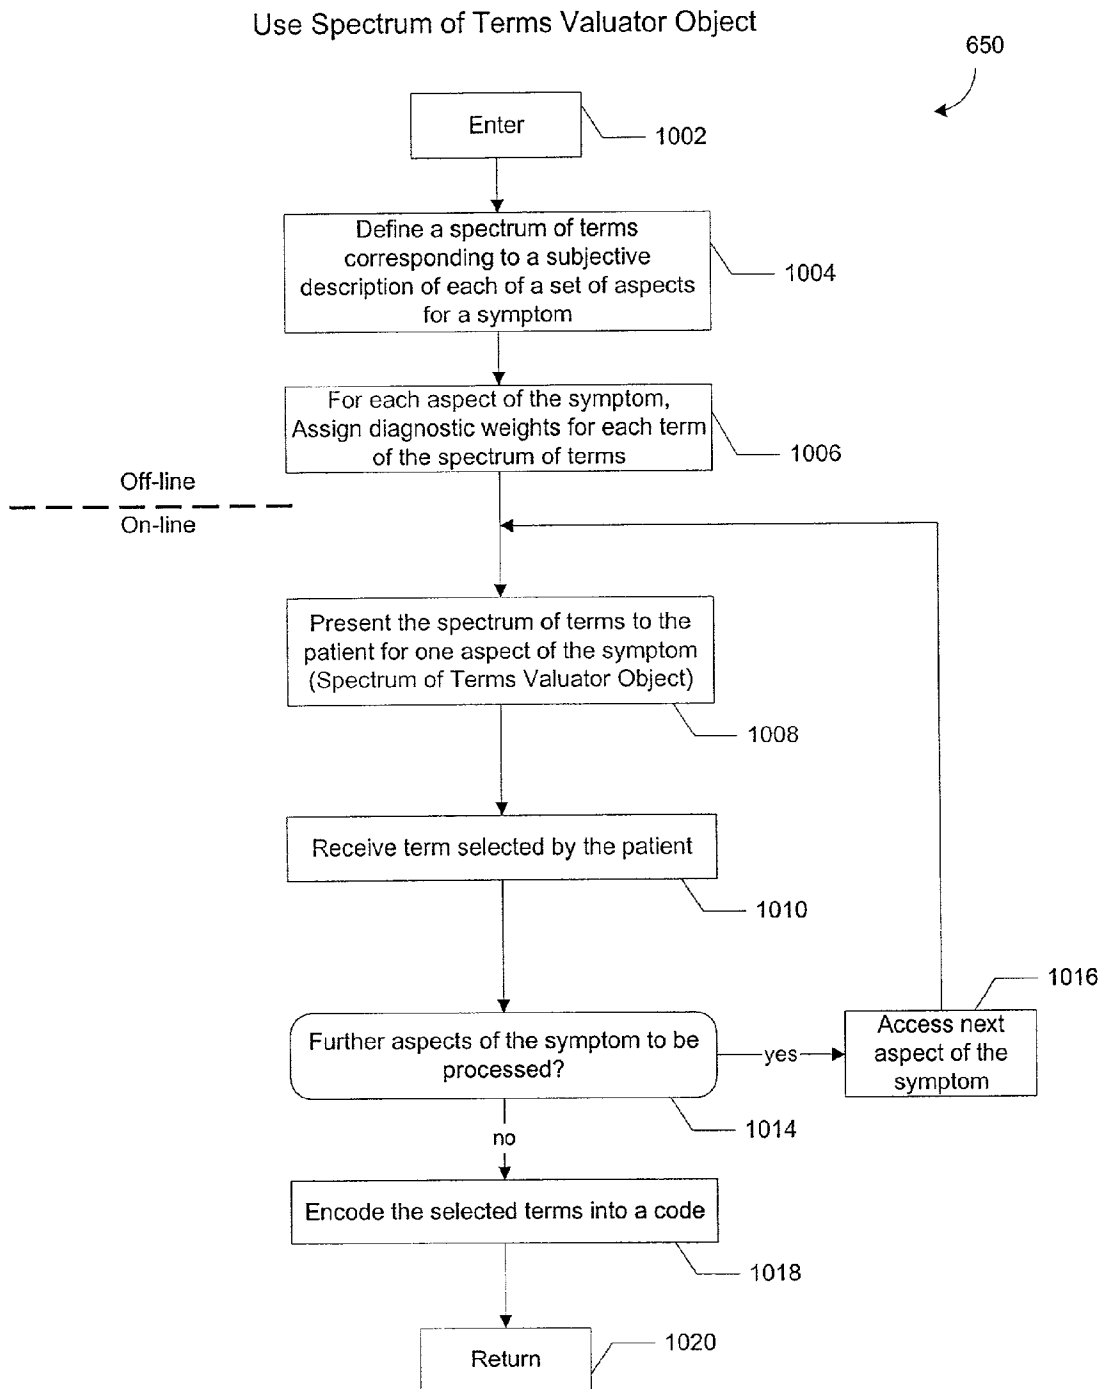 Use Spectrum of Terms Valuator Object
650
Enter
1002
Define a spectrum of terms
corresponding to a subjective
description of each of a set of aspects
for a symptom
1004
For each aspect of the symptom,
Assign diagnostic weights for each term
of the spectrum of terms
1006
Off-line
On-line
Present the spectrum of terms to the
patient for one aspect of the symptom
(Spectrum of Terms Valuator Object)
1008
Receive term selected by the patient
1010
Further aspects of the symptom to be
processed?
1014
yes
Access next
aspect of the
symptom
1016
no
Encode the selected terms into a code
1018
Return
1020